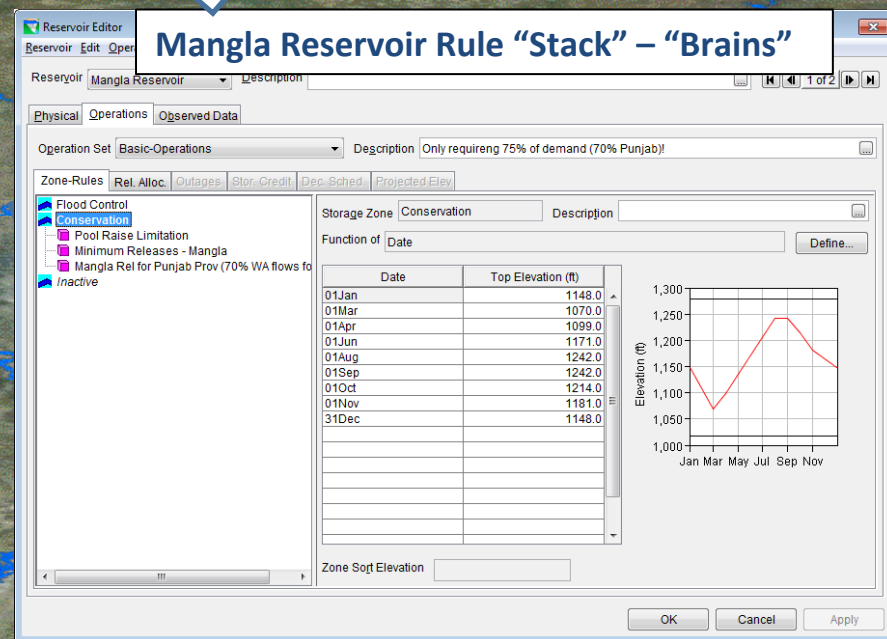 Mangla Reservoir Rule “Stack” – “Brains”
Reservoir Editor
Reservoir Edit Oper
Reservoir Mangla Reservoir Description ... 1 of 2
Physical Operations Observed Data
Operation Set Basic-Operations Description Only requireng 75% of demand (70% Punjab)! ...
Zone-Rules Rel. Alloc. Outages Stor. Credit Dec. Sched. Projected Elev
Flood Control
Conservation
Pool Raise Limitation
Minimum Releases - Mangla
Mangla Rel for Punjab Prov (70% WA flows fo
Inactive
Storage Zone Conservation Description ...
Function of Date Define...
Date Top Elevation (ft)
01Jan 1148.0
01Mar 1070.0
01Apr 1099.0
01Jun 1171.0
01Aug 1242.0
01Sep 1242.0
01Oct 1214.0
01Nov 1181.0
31Dec 1148.0
Elevation (ft)
1,300
1,250
1,200
1,150
1,100
1,050
1,000
Jan Mar May Jul Sep Nov
Zone Sort Elevation
OK Cancel Apply